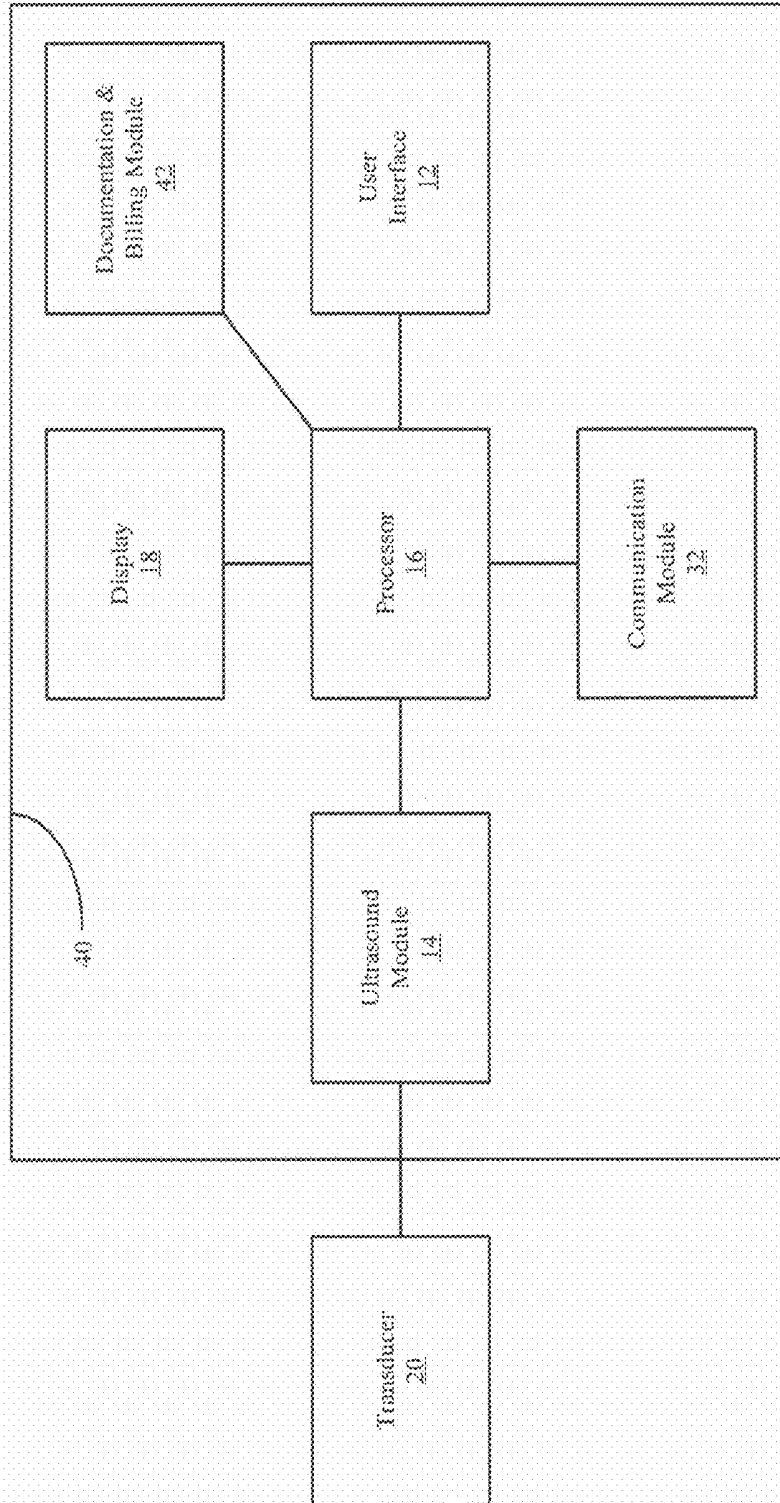 40
Transducer
20
Ultrasound
Module
14
Display
18
Processor
16
Communication
Module
32
Documentation &
Billing Module
42
User
Interface
12